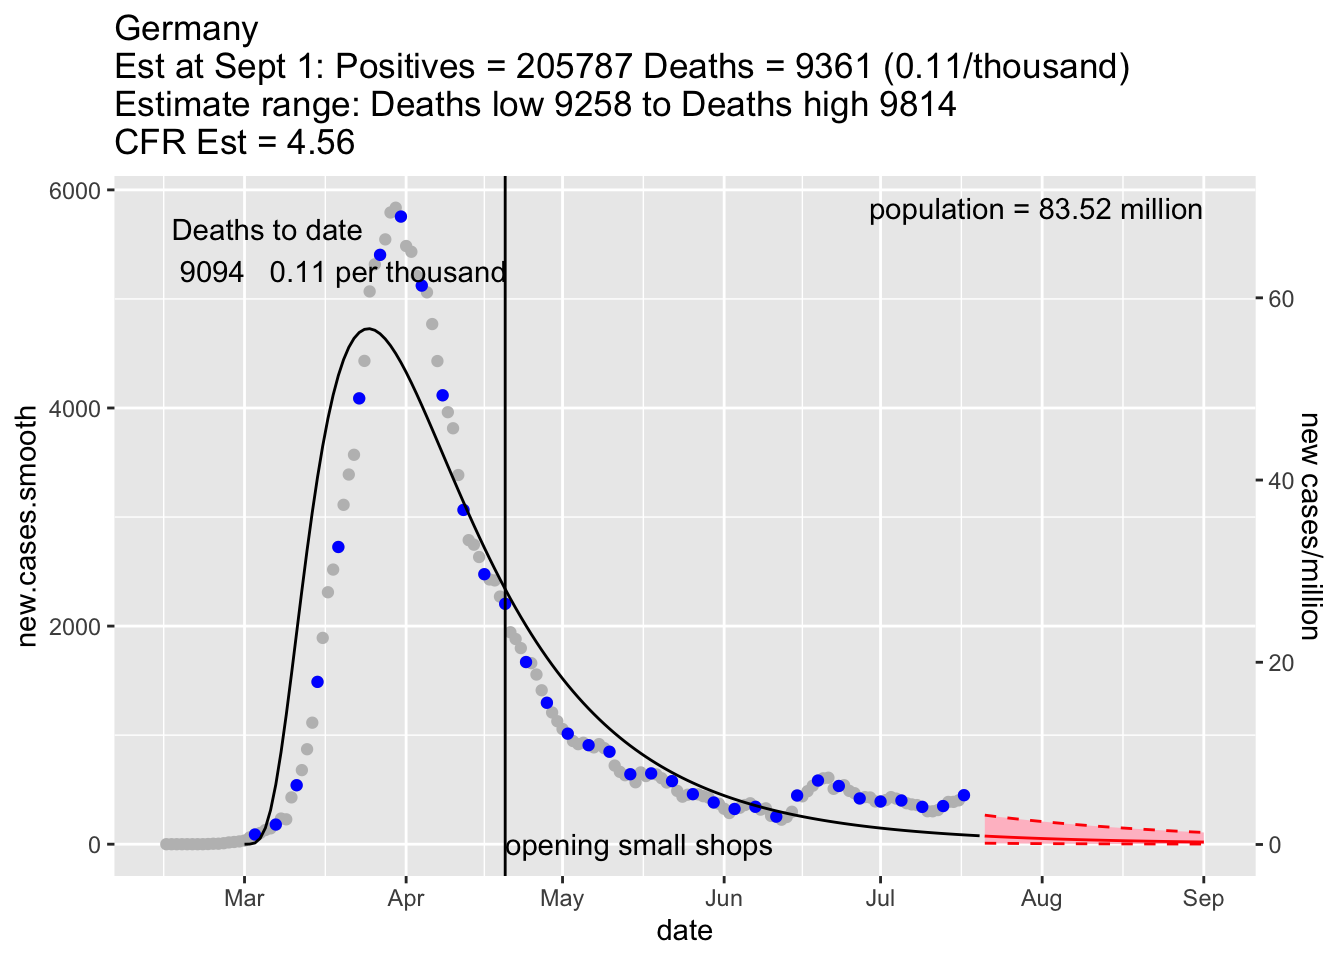 Germany
Est at Sept 1: Positives = 205787 Deaths = 9361 (0.11/thousand)
Estimate range: Deaths low 9258 to Deaths high 9814
CFR Est = 4.56
6000
4000
2000
0
new.cases.smooth
Deaths to date
9094   0.11 per thousand
population = 83.52 million
opening small shops
60
40
20
0
new cases/million
Mar Apr May Jun Jul Aug Sep
date